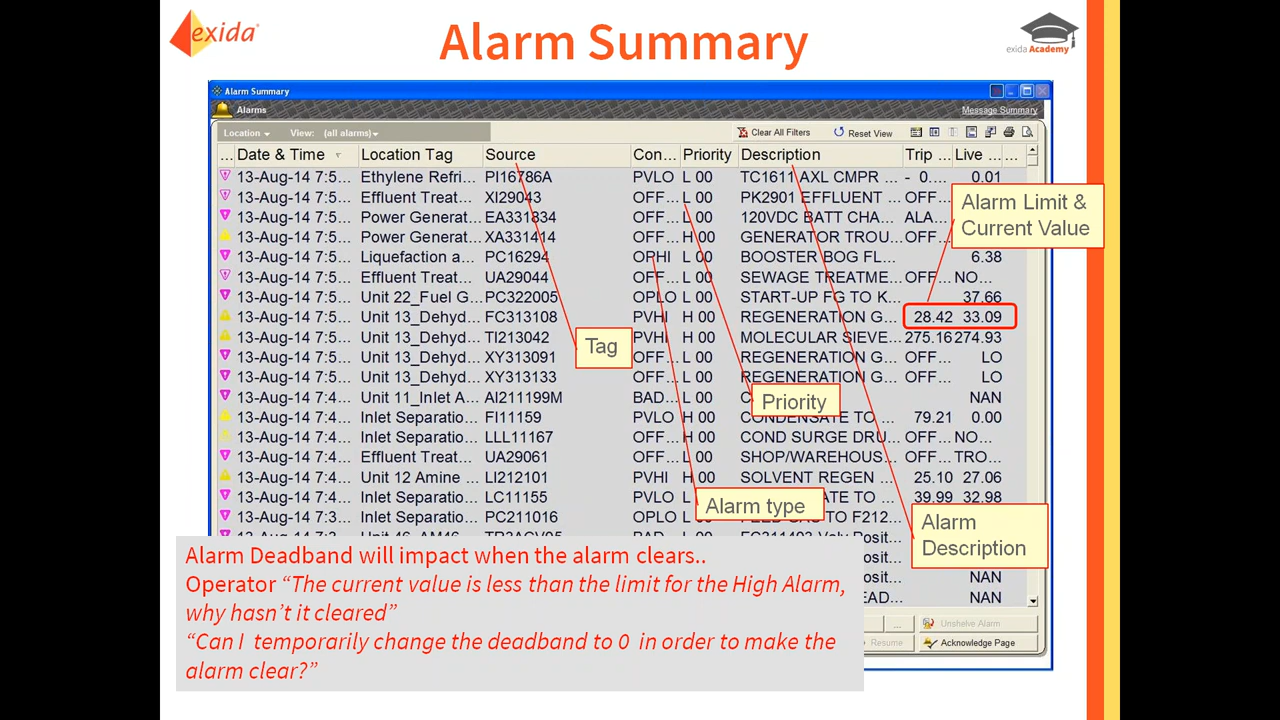 exida
Alarm Summary
exida Academy
Alarm Summary
Alarms
Message Summary
Location
View: (all alarms)
Clear All Filters
Reset View
... Date & Time Location Tag Source Con... Priority Description Trip ... Live ... ...
13-Aug-14 7:5... Ethylene Refri... PI16786A PVLO L 00 TC1611 AXL CMPR ... - 0.... 0.01
13-Aug-14 7:5... Effluent Treat... XI29043 OFF... L 00 PK2901 EFFLUENT ... OFF...
13-Aug-14 7:5... Power Generat... EA331834 OFF... L 00 120VDC BATT CHA... ALA...
13-Aug-14 7:5... Power Generat... XA331414 OFF... H 00 GENERATOR TROU... OFF...
13-Aug-14 7:5... Liquefaction a... PC16294 OPHI L 00 BOOSTER BOG FL... 6.38
13-Aug-14 7:5... Effluent Treat... UA29044 OFF... L 00 SEWAGE TREATME... OFF... NO...
13-Aug-14 7:5... Unit 22_Fuel G... PC322005 OPLO L 00 START-UP FG TO K... 37.66
13-Aug-14 7:5... Unit 13_Dehyd... FC313108 PVHI H 00 REGENERATION G... 28.42 33.09
13-Aug-14 7:5... Unit 13_Dehyd... TI213042 PVHI H 00 MOLECULAR SIEVE... 275.16 274.93
13-Aug-14 7:5... Unit 13_Dehyd... XY313091 OFF... L 00 REGENERATION G... OFF... LO
13-Aug-14 7:5... Unit 13_Dehyd... XY313133 OFF... L 00 REGENERATION G... OFF... LO
13-Aug-14 7:4... Unit 11_Inlet A... AI211199M BAD... L 00 NAN
13-Aug-14 7:4... Inlet Separatio... FI11159 PVLO H 00 CONDENSATE TO ... 79.21 0.00
13-Aug-14 7:4... Inlet Separatio... LLL11167 OFF... H 00 COND SURGE DRU... OFF... NO...
13-Aug-14 7:4... Effluent Treat... UA29061 OFF... L 00 SHOP/WAREHOUS... OFF... TRO...
13-Aug-14 7:4... Unit 12 Amine ... LI212101 PVHI H 00 SOLVENT REGEN ... 25.10 27.06
13-Aug-14 7:4... Inlet Separatio... LC11155 PVLO L TO ... 39.99 32.98
13-Aug-14 7:3... Inlet Separatio... PC211016 OPLO L TO F212...
NAN
NAN
Alarm Limit &
Current Value
Tag
Priority
Alarm type
Alarm
Description
Unshelve Alarm
Resume
Acknowledge Page
Alarm Deadband will impact when the alarm clears..
Operator “The current value is less than the limit for the High Alarm,
why hasn’t it cleared”
“Can I temporarily change the deadband to 0 in order to make the
alarm clear?”